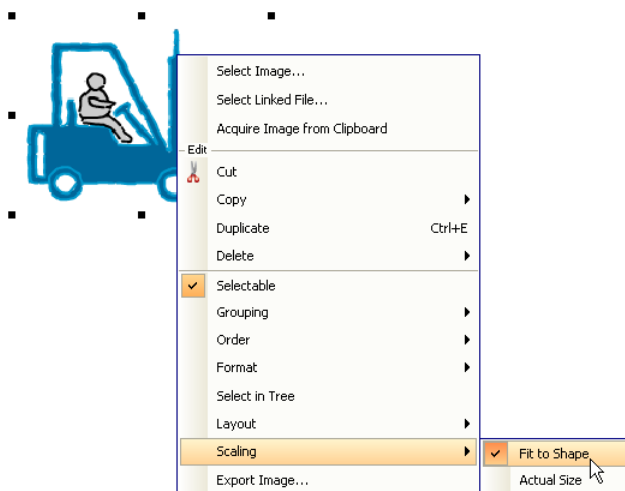 Select Image...
Select Linked File...
Acquire Image from Clipboard
Edit
Cut
Copy
Duplicate Ctrl+E
Delete
Selectable
Grouping
Order
Format
Select in Tree
Layout
Scaling
Fit to Shape
Export Image...
Actual Size